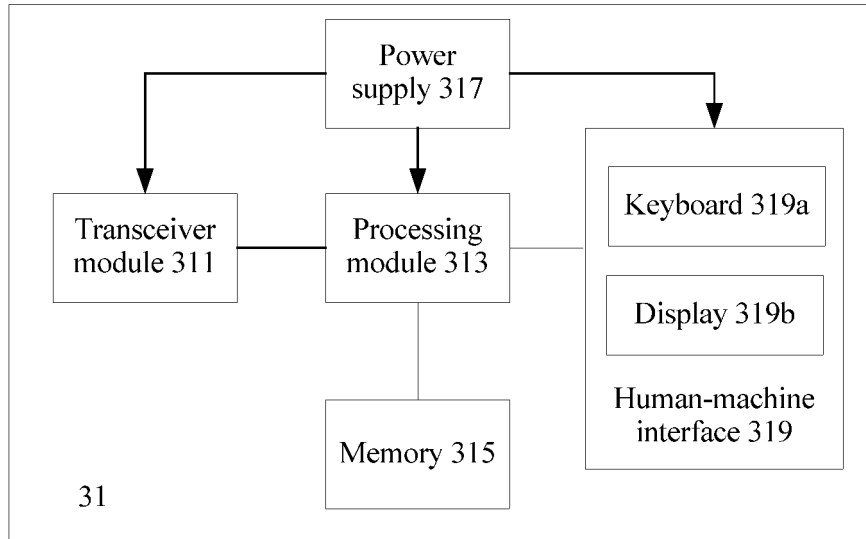 Power
supply 317
Transceiver
module 311
Processing
module 313
Keyboard 319a
Display 319b
Human-machine
interface 319
Memory 315
31